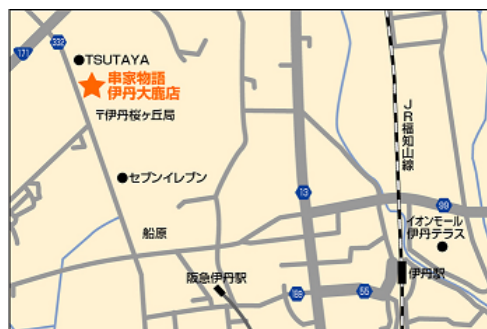 171
332
TSUTAYA
串家物語
伊丹大鹿店
〒伊丹桜ヶ丘局
セブンイレブン
船原
阪急伊丹駅
13
JR福知山線
99
イオンモール
伊丹テラス
伊丹駅
55